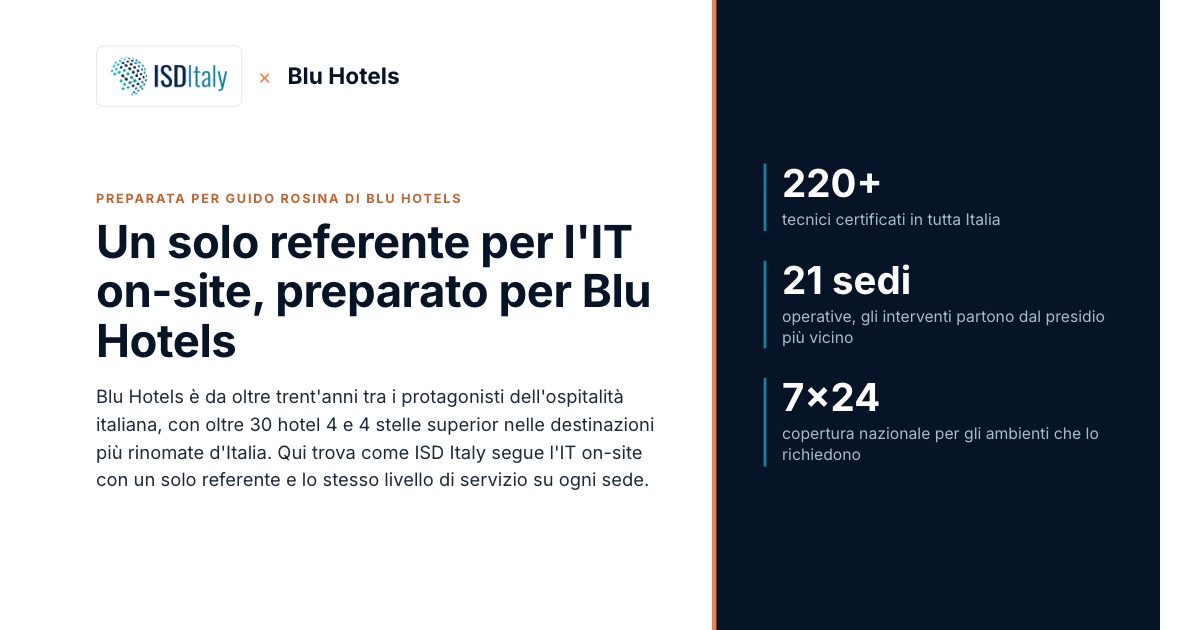 ISDItaly × Blu Hotels
PREPARATA PER GUIDO ROSINA DI BLU HOTELS
Un solo referente per l'IT
on-site, preparato per Blu
Hotels
Blu Hotels è da oltre trent'anni tra i protagonisti dell'ospitalità
italiana, con oltre 30 hotel 4 e 4 stelle superior nelle destinazioni
più rinomate d'Italia. Qui trova come ISD Italy segue l'IT on-site
con un solo referente e lo stesso livello di servizio su ogni sede.
220+
tecnici certificati in tutta Italia
21 sedi
operative, gli interventi partono dal presidio
più vicino
7×24
copertura nazionale per gli ambienti che lo
richiedono